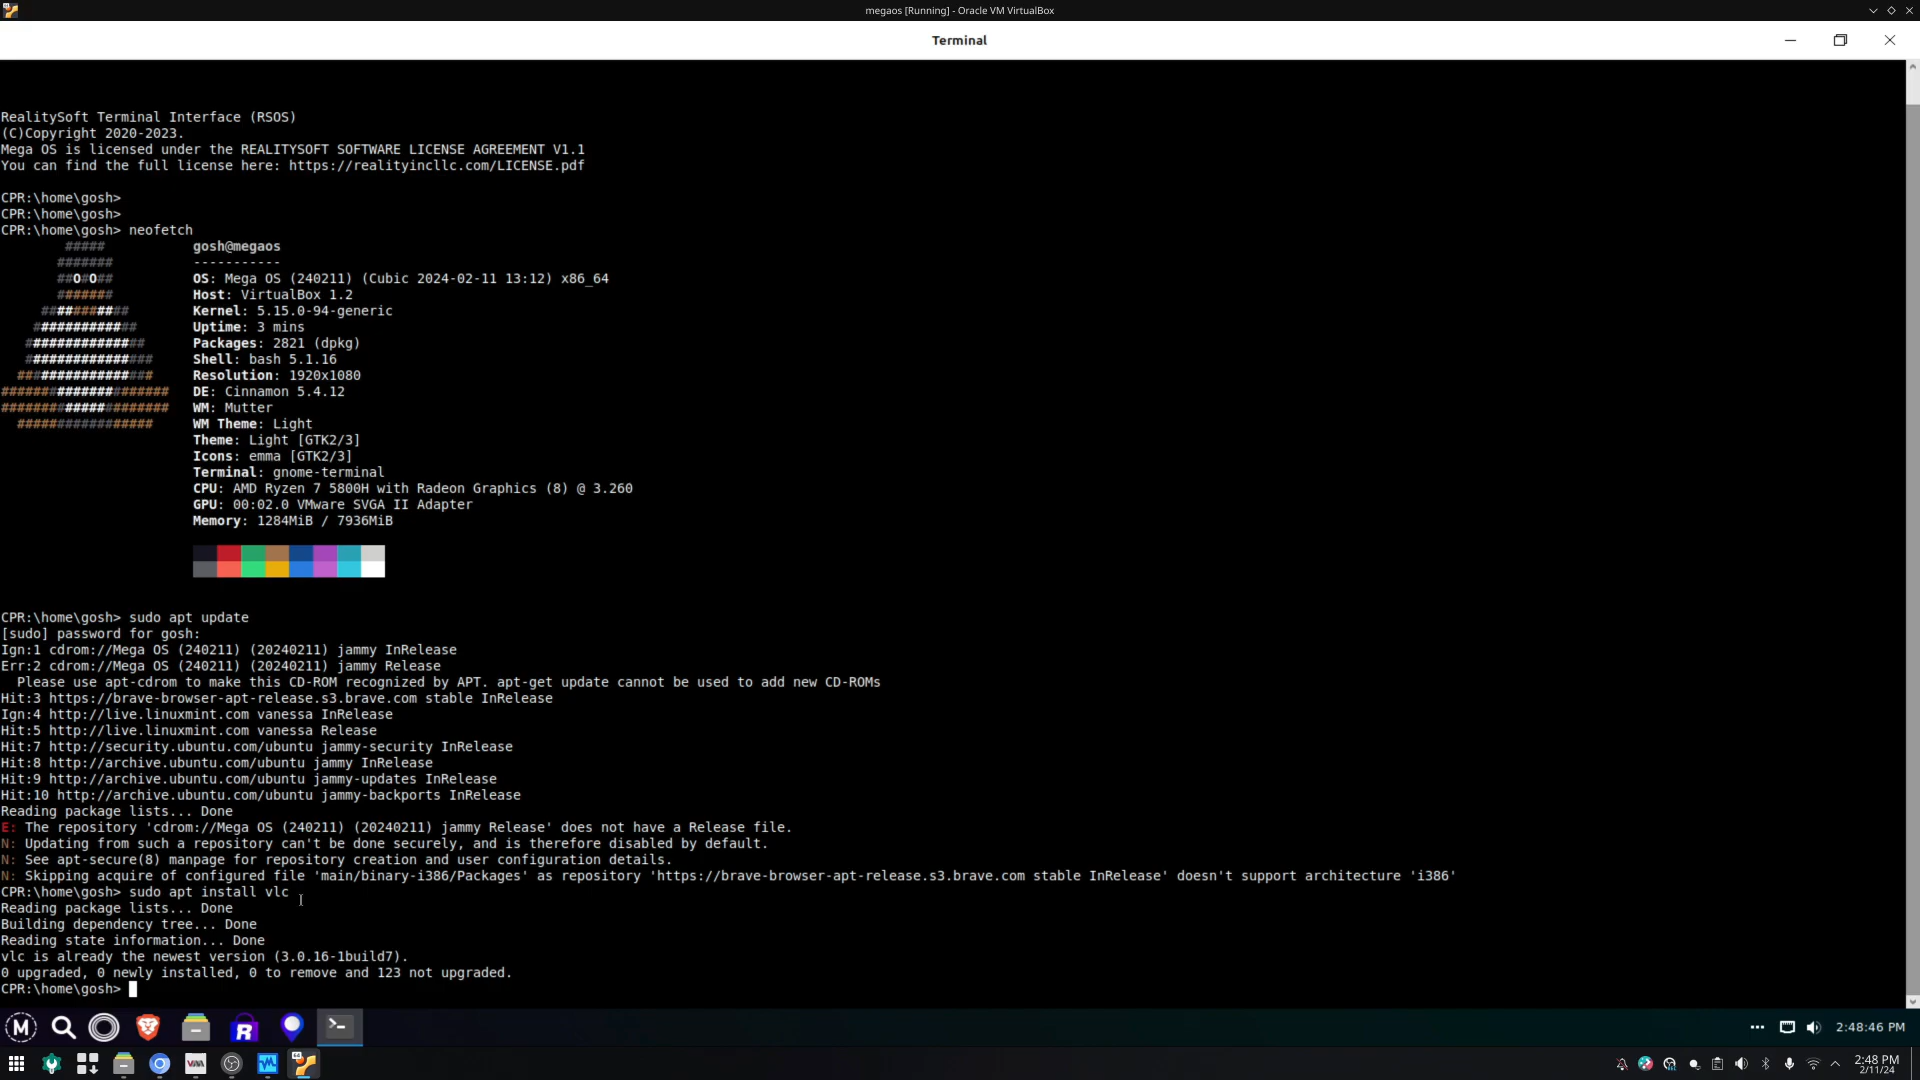 megaos [Running] - Oracle VM VirtualBox
Terminal
RealitySoft Terminal Interface (RSOS)
(C)Copyright 2020-2023.
Mega OS is licensed under the REALITYSOFT SOFTWARE LICENSE AGREEMENT V1.1
You can find the full license here: https://realityincllc.com/LICENSE.pdf
CPR:\home\gosh>
CPR:\home\gosh>
CPR:\home\gosh> neofetch
##### gosh@megaos
####### -----------
##O#O## OS: Mega OS (240211) (Cubic 2024-02-11 13:12) x86_64
####### Host: VirtualBox 1.2
########### Kernel: 5.15.0-94-generic
############# Uptime: 3 mins
############### Packages: 2821 (dpkg)
################ Shell: bash 5.1.16
################# Resolution: 1920x1080
##################### DE: Cinnamon 5.4.12
##################### WM: Mutter
################# WM Theme: Light
Theme: Light [GTK2/3]
Icons: emma [GTK2/3]
Terminal: gnome-terminal
CPU: AMD Ryzen 7 5800H with Radeon Graphics (8) @ 3.260
GPU: 00:02.0 VMware SVGA II Adapter
Memory: 1284MiB / 7936MiB
CPR:\home\gosh> sudo apt update
[sudo] password for gosh:
Ign:1 cdrom://Mega OS (240211) (20240211) jammy InRelease
Err:2 cdrom://Mega OS (240211) (20240211) jammy Release
Please use apt-cdrom to make this CD-ROM recognized by APT. apt-get update cannot be used to add new CD-ROMs
Hit:3 https://brave-browser-apt-release.s3.brave.com stable InRelease
Ign:4 http://live.linuxmint.com vanessa InRelease
Hit:5 http://live.linuxmint.com vanessa Release
Hit:7 http://security.ubuntu.com/ubuntu jammy-security InRelease
Hit:8 http://archive.ubuntu.com/ubuntu jammy InRelease
Hit:9 http://archive.ubuntu.com/ubuntu jammy-updates InRelease
Hit:10 http://archive.ubuntu.com/ubuntu jammy-backports InRelease
Reading package lists... Done
E: The repository 'cdrom://Mega OS (240211) (20240211) jammy Release' does not have a Release file.
N: Updating from such a repository can't be done securely, and is therefore disabled by default.
N: See apt-secure(8) manpage for repository creation and user configuration details.
N: Skipping acquire of configured file 'main/binary-i386/Packages' as repository 'https://brave-browser-apt-release.s3.brave.com stable InRelease' doesn't support architecture 'i386'
CPR:\home\gosh> sudo apt install vlc
Reading package lists... Done
Building dependency tree... Done
Reading state information... Done
vlc is already the newest version (3.0.16-1build7).
0 upgraded, 0 newly installed, 0 to remove and 123 not upgraded.
CPR:\home\gosh>
M R >_ 2:48:46 PM
2:48 PM
2/11/24